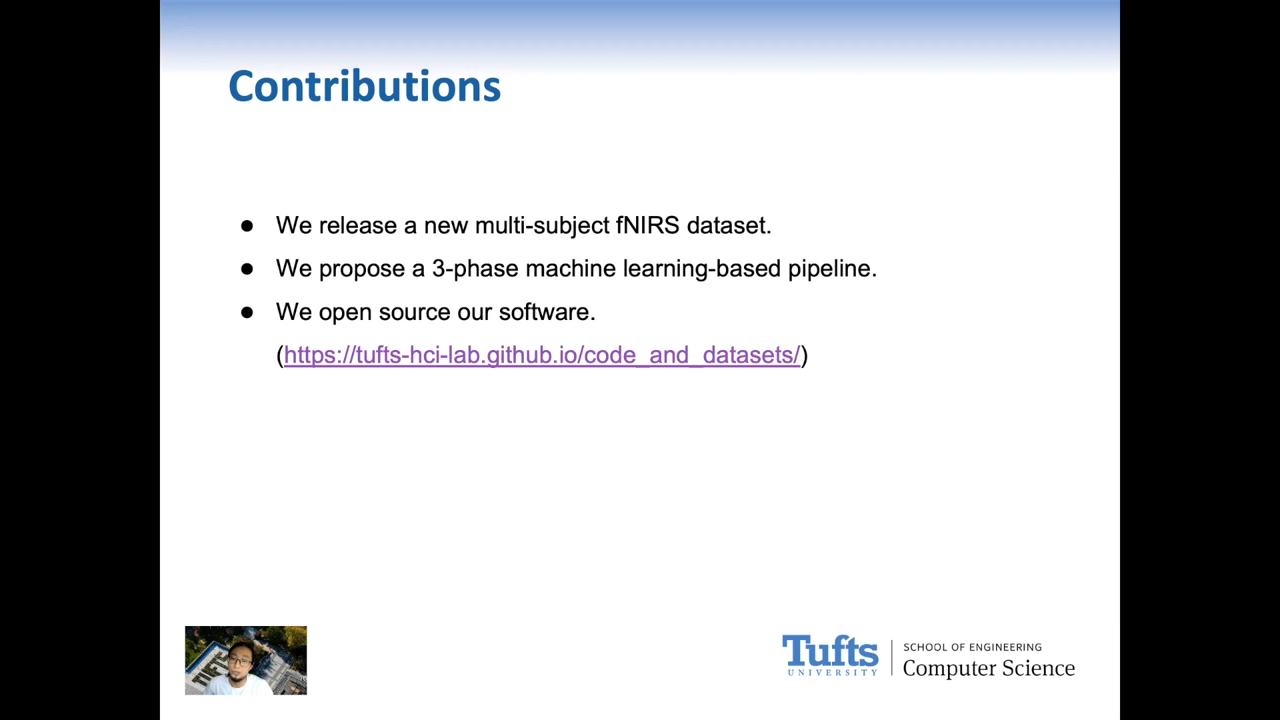 Contributions
● We release a new multi-subject fNIRS dataset.
● We propose a 3-phase machine learning-based pipeline.
● We open source our software.
(https://tufts-hci-lab.github.io/code_and_datasets/)
TUFTS
Tufts
UNIVERSITY
SCHOOL OF ENGINEERING
Computer Science